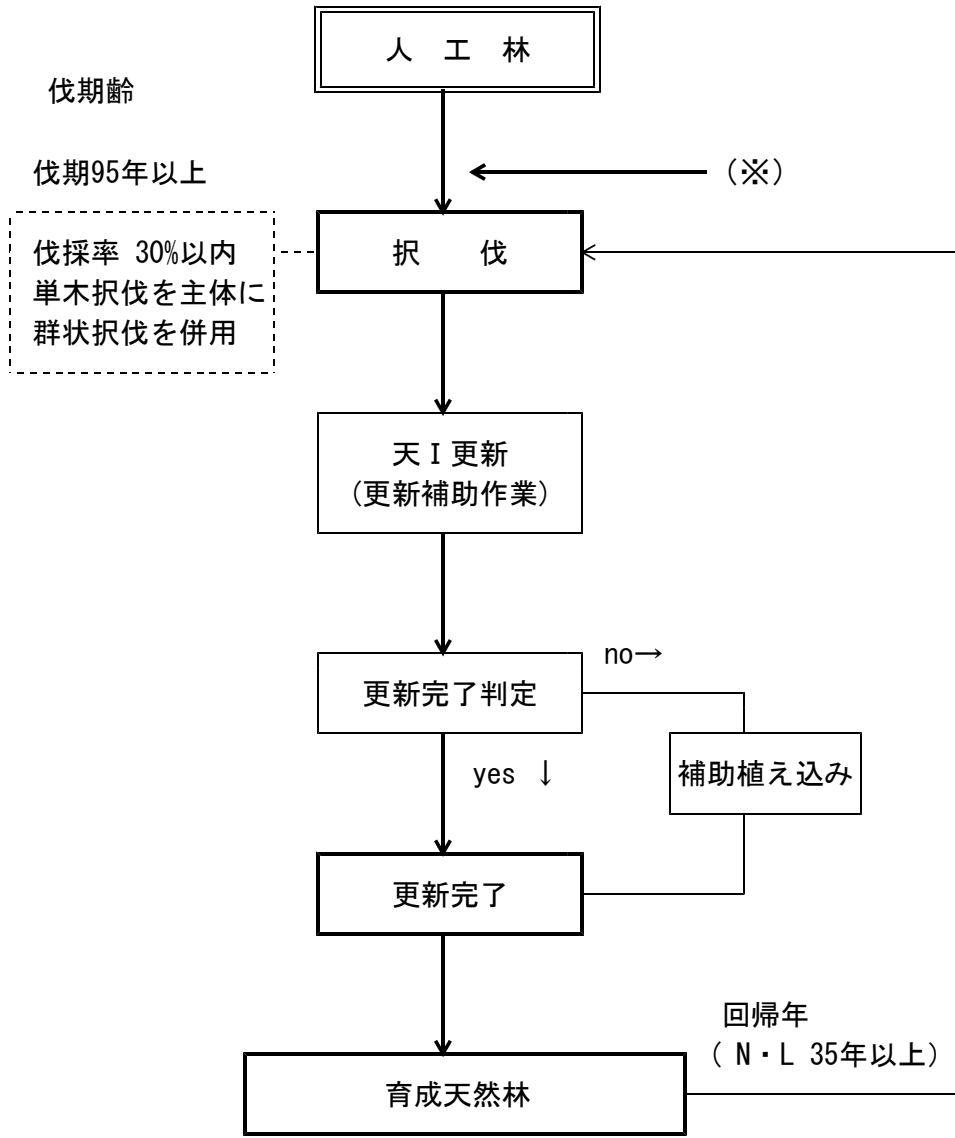 人 工 林
伐期齢
伐期95年以上
(※)
伐採率 30%以内
単木択伐を主体に
群状択伐を併用
択 伐
天Ⅰ更新
(更新補助作業)
no→
更新完了判定
yes ↓
補助植え込み
更新完了
回帰年
( N・L 35年以上)
育成天然林